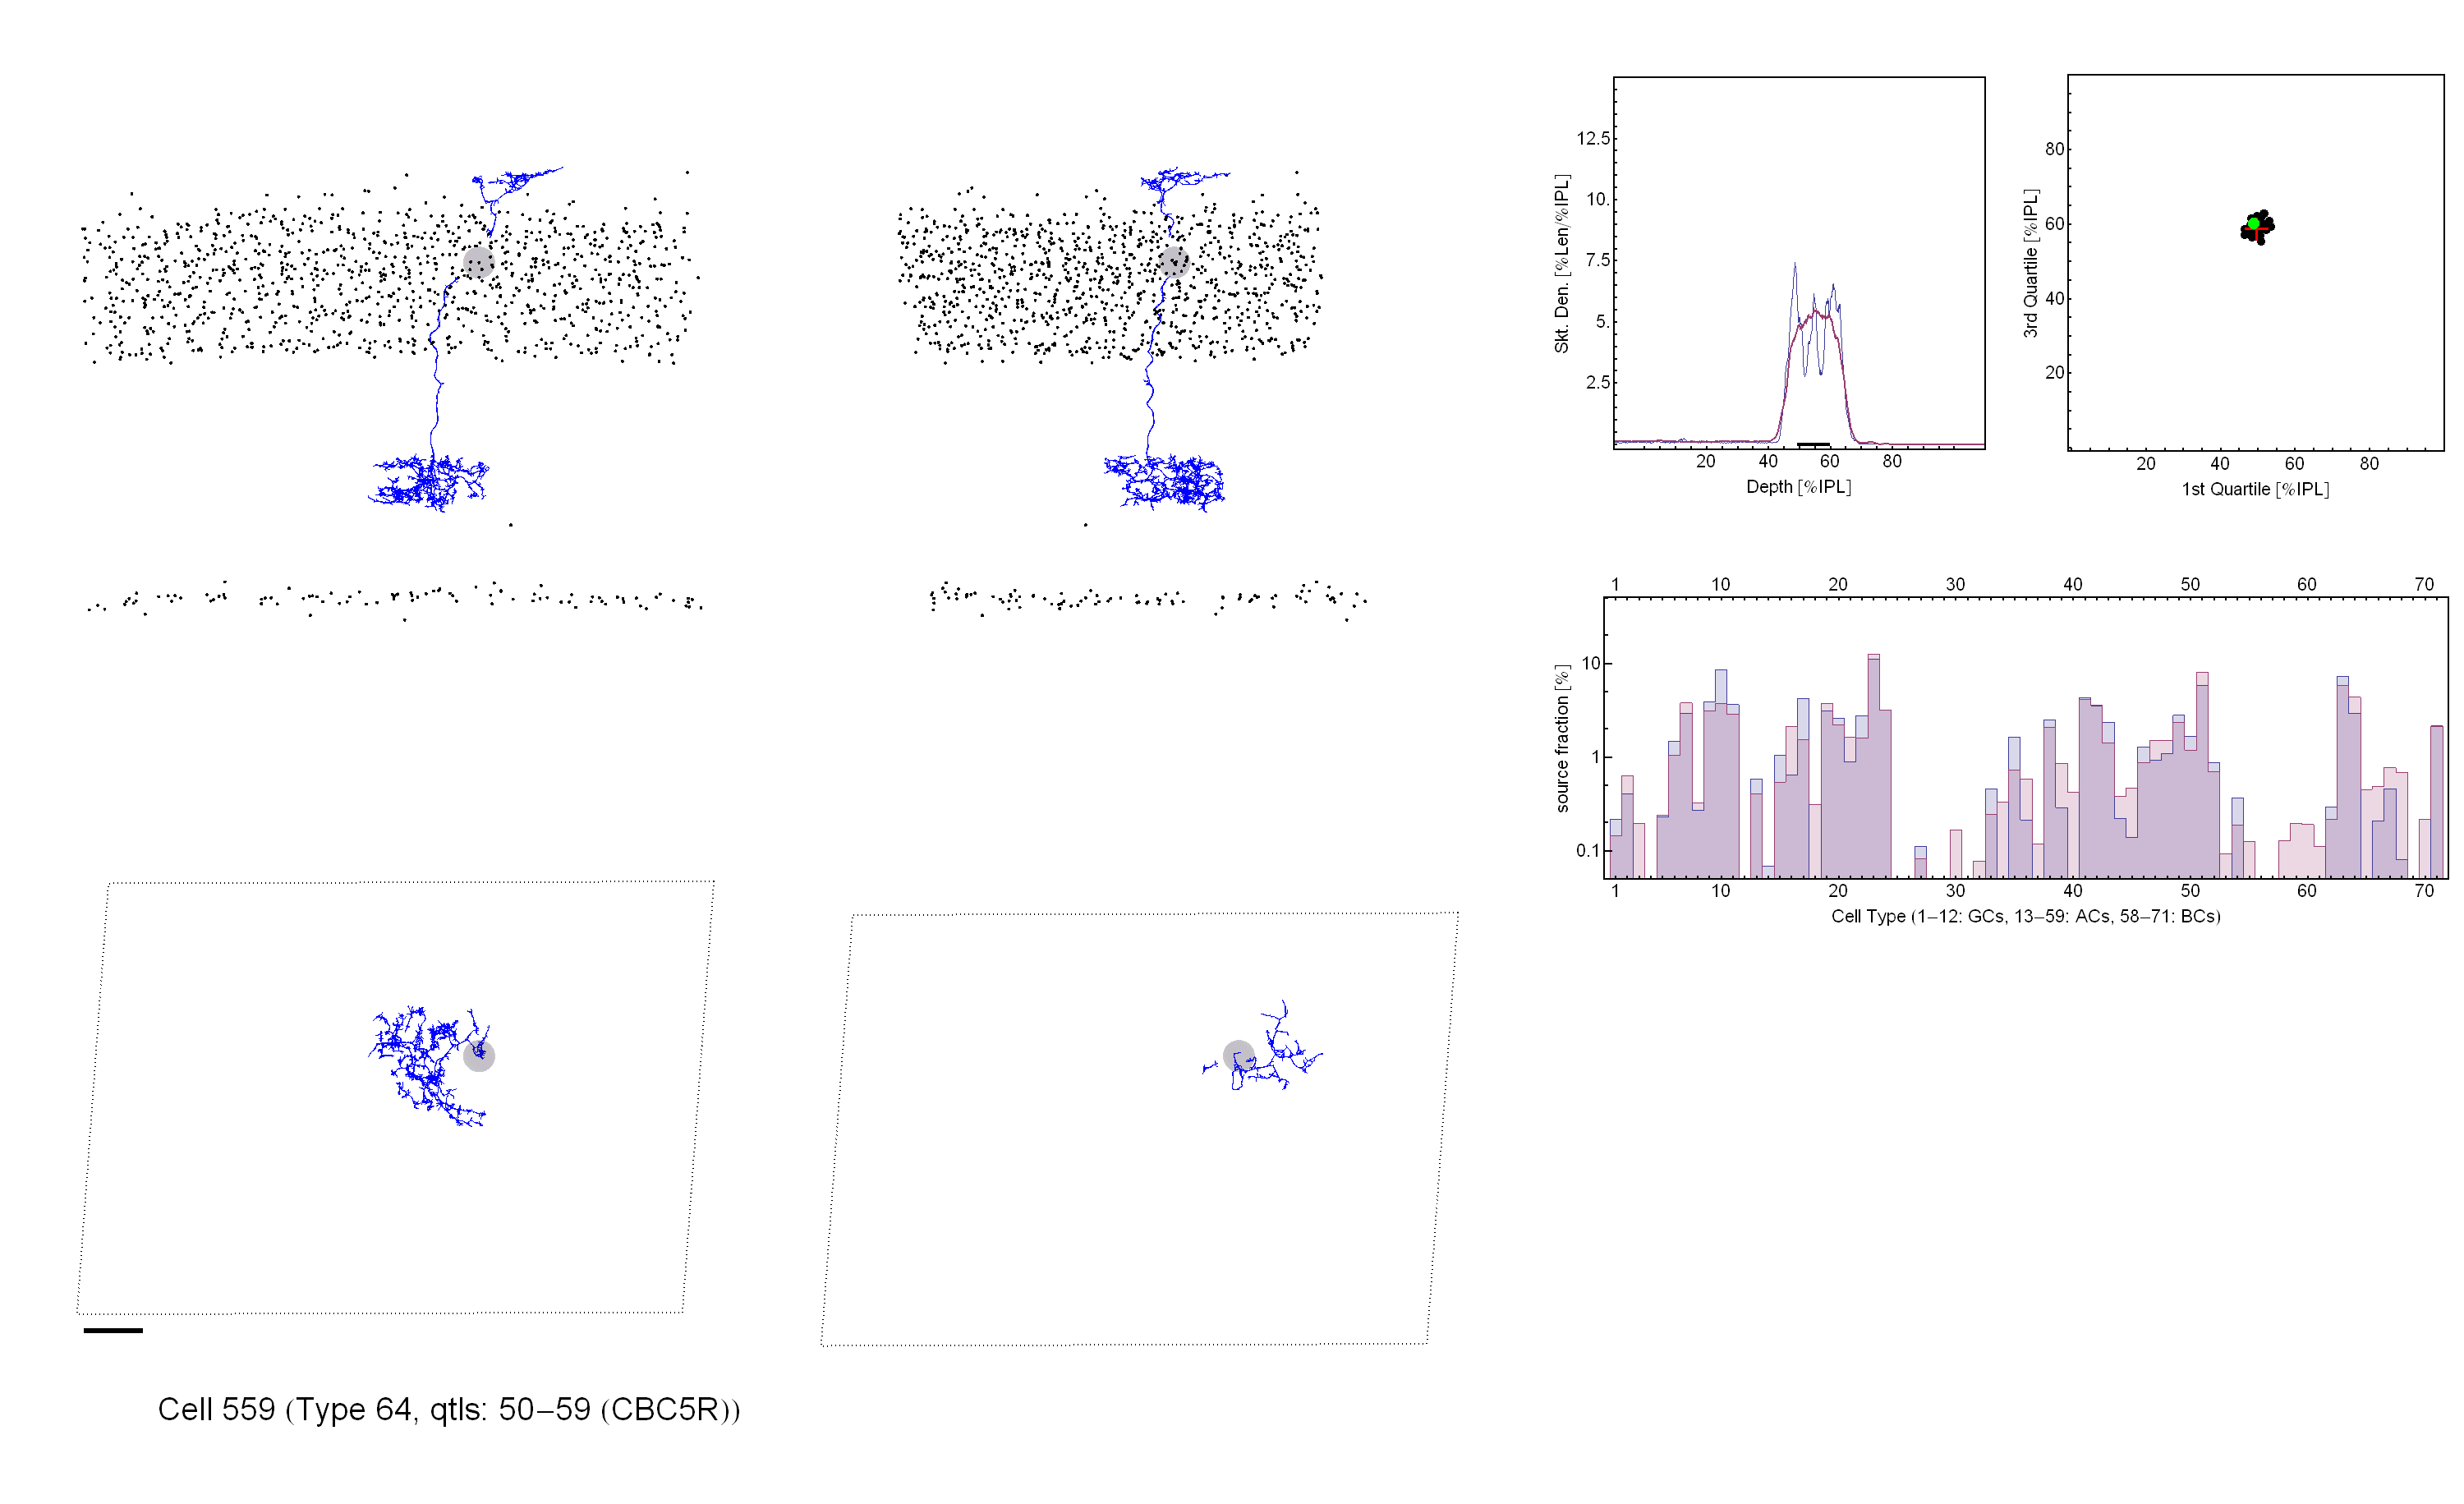 12.5
10.
7.5
5.
2.5
Skt. Den. [%Len/%IPL]
20 40 60 80
Depth [%IPL]
80
60
40
20
3rd Quartile [%IPL]
20 40 60 80
1st Quartile [%IPL]
1 10 20 30 40 50 60 70
10
1
0.1
source fraction [%]
1 10 20 30 40 50 60 70
Cell Type (1–12: GCs, 13–59: ACs, 58–71: BCs)
Cell 559 (Type 64, qtls: 50–59 (CBC5R))